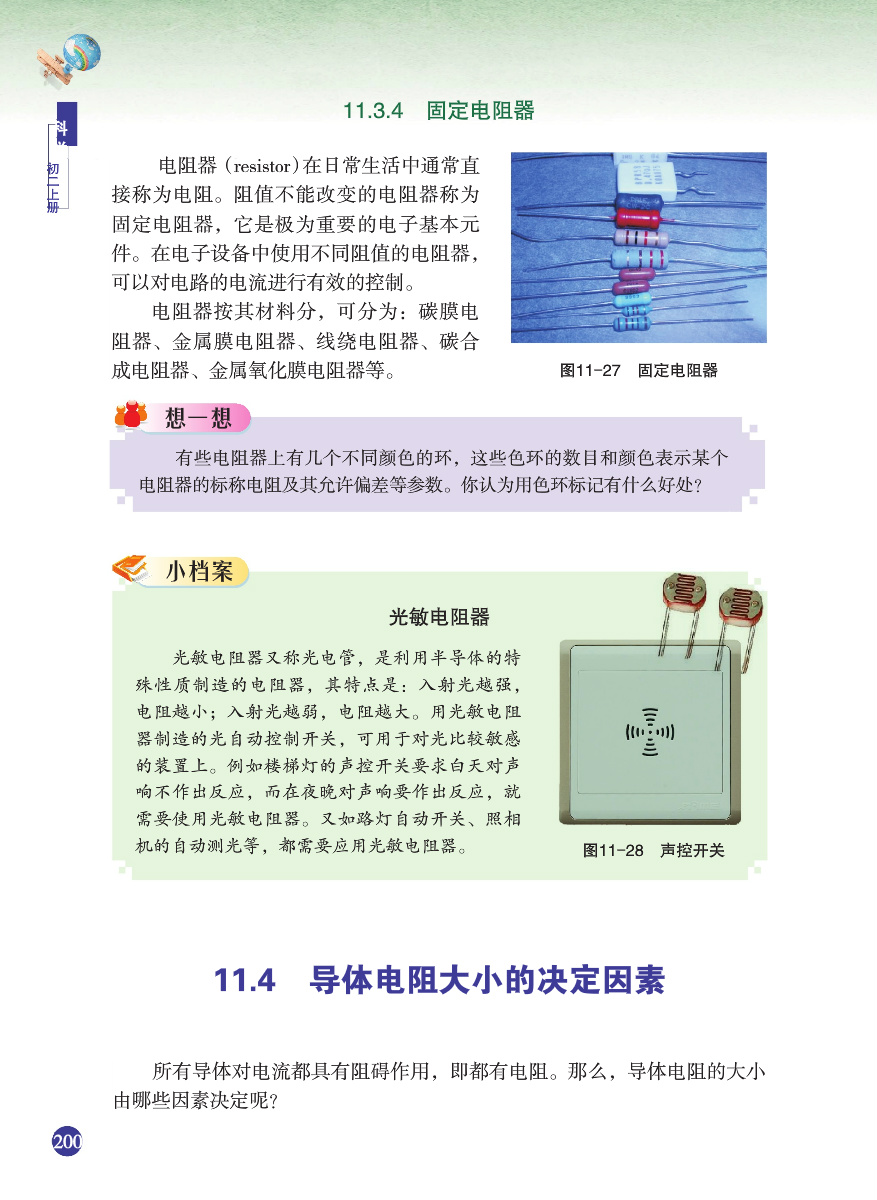 科
初二上册
11.3.4 固定电阻器
电阻器（resistor）在日常生活中通常直
接称为电阻。阻值不能改变的电阻器称为
固定电阻器，它是极为重要的电子基本元
件。在电子设备中使用不同阻值的电阻器，
可以对电路的电流进行有效的控制。
电阻器按其材料分，可分为：碳膜电
阻器、金属膜电阻器、线绕电阻器、碳合
成电阻器、金属氧化膜电阻器等。
图11-27 固定电阻器
想一想
有些电阻器上有几个不同颜色的环，这些色环的数目和颜色表示某个
电阻器的标称电阻及其允许偏差等参数。你认为用色环标记有什么好处？
小档案
光敏电阻器
光敏电阻器又称光电管，是利用半导体的特
殊性质制造的电阻器，其特点是：入射光越强，
电阻越小；入射光越弱，电阻越大。用光敏电阻
器制造的光自动控制开关，可用于对光比较敏感
的装置上。例如楼梯灯的声控开关要求白天对声
响不作出反应，而在夜晚对声响要作出反应，就
需要使用光敏电阻器。又如路灯自动开关、照相
机的自动测光等，都需要应用光敏电阻器。
图11-28 声控开关
11.4 导体电阻大小的决定因素
所有导体对电流都具有阻碍作用，即都有电阻。那么，导体电阻的大小
由哪些因素决定呢？
200